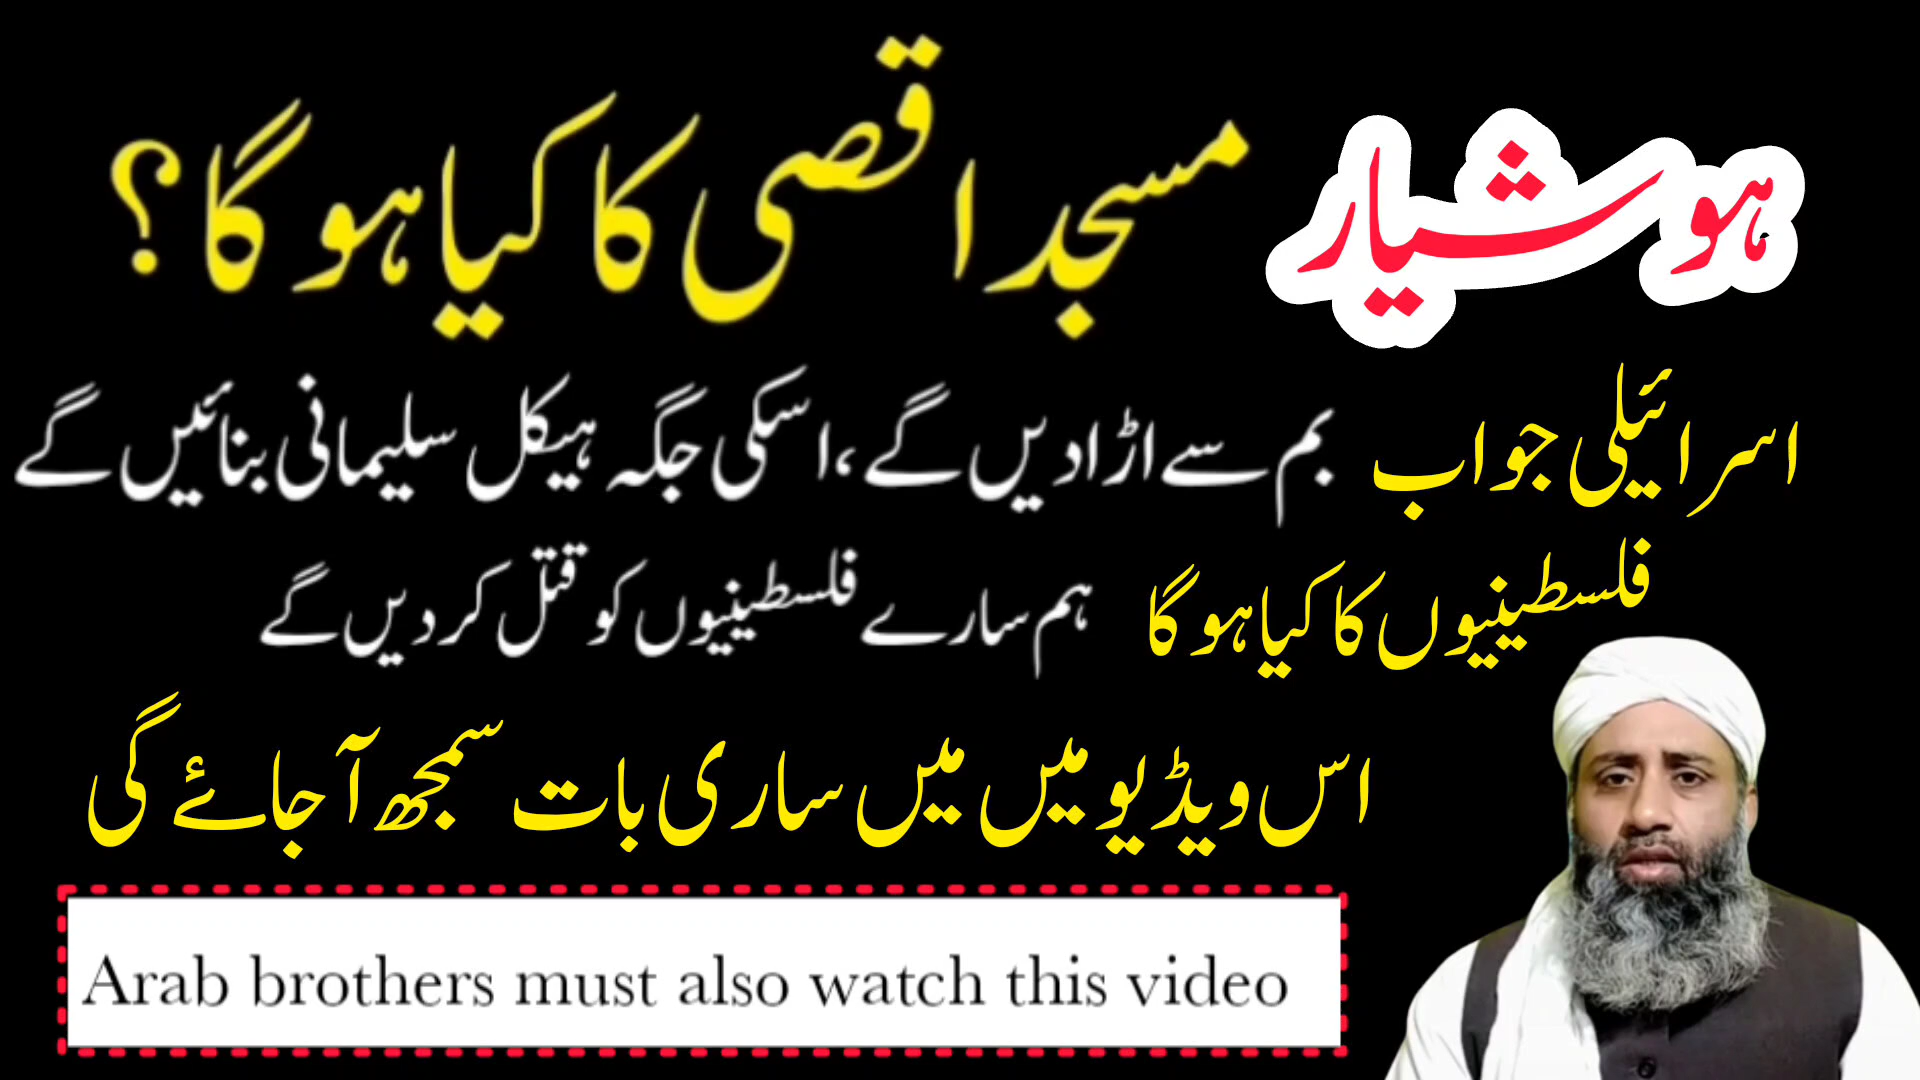 ہوشیار مسجد اقصی کا کیا ہو گا؟
اسرائیلی جواب بم سے اڑا دیں گے، اسکی جگہ ہیکل سلیمانی بنائیں گے
فلسطینیوں کا کیا ہو گا ہم سارے فلسطینیوں کو قتل کر دیں گے
اس ویڈیو میں میں ساری بات سمجھ آ جائے گی
Arab brothers must also watch this video